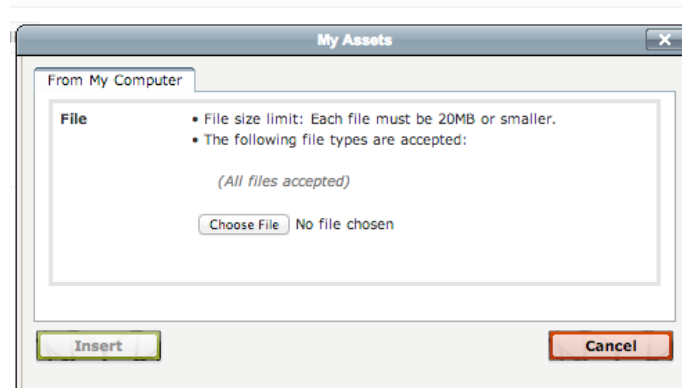 My Assets
From My Computer
File
• File size limit: Each file must be 20MB or smaller.
• The following file types are accepted:
(All files accepted)
Choose File No file chosen
Insert
Cancel